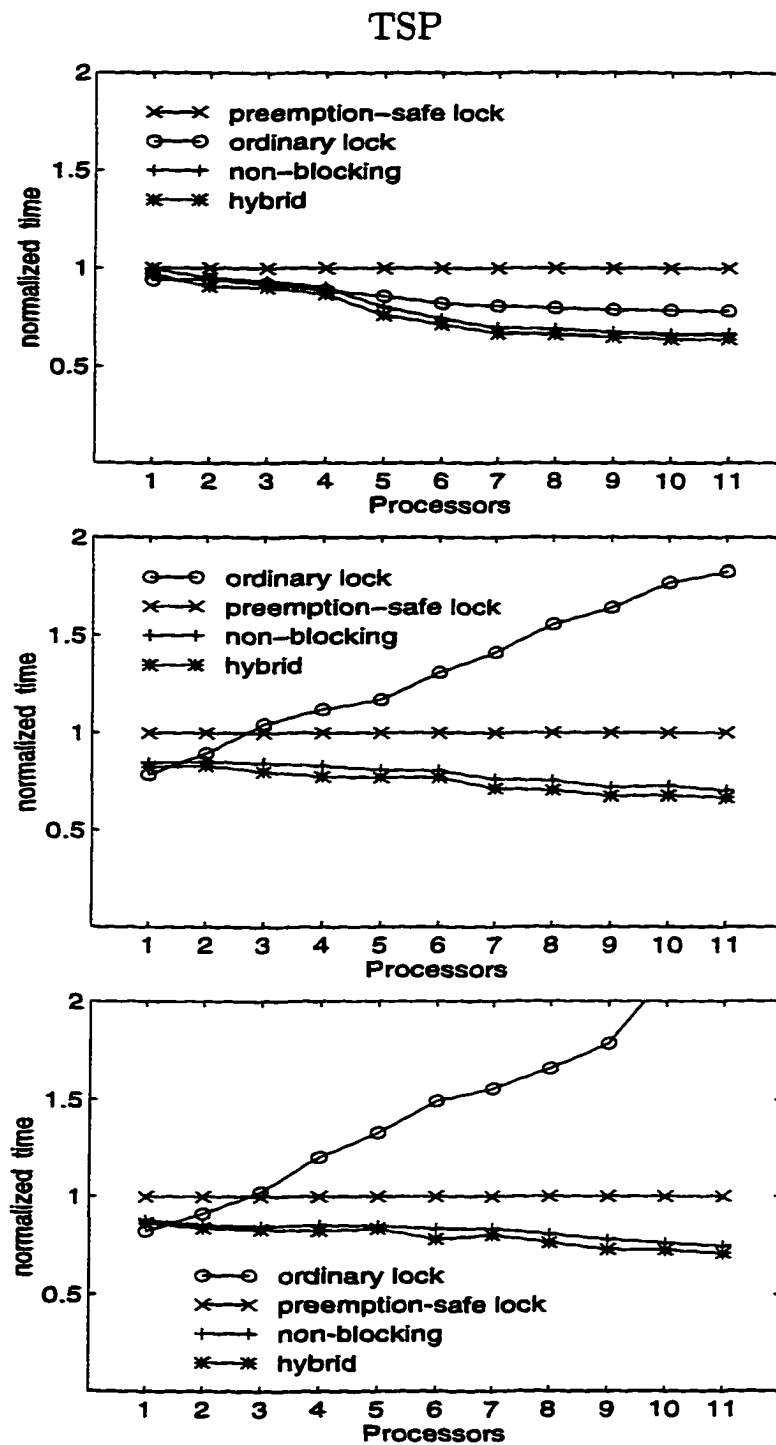 TSP
2
preemption-safe lock
ordinary lock
1.5
non-blocking
hybrid
normalized time
1
0.5
1 2 3 4 5 6 7 8 9 10 11
Processors
2
ordinary lock
preemption-safe lock
1.5
non-blocking
hybrid
normalized time
1
0.5
1 2 3 4 5 6 7 8 9 10 11
Processors
2
1.5
normalized time
1
ordinary lock
0.5
preemption-safe lock
non-blocking
hybrid
1 2 3 4 5 6 7 8 9 10 11
Processors